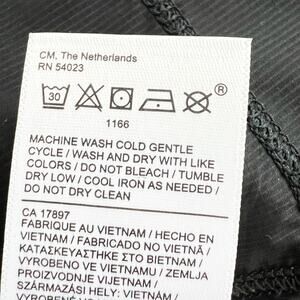 CM, The Netherlands
RN 54023
30
1166
MACHINE WASH COLD GENTLE
CYCLE / WASH AND DRY WITH LIKE
COLORS / DO NOT BLEACH / TUMBLE
DRY LOW / COOL IRON AS NEEDED /
DO NOT DRY CLEAN
CA 17897
FABRIQUE AU VIETNAM / HECHO EN
VIETNAM / FABRICADO NO VIETNÃ /
ΚΑΤΑΣΚΕΥΑΣΤΗΚΕ ΣΤΟ ΒΙΕΤΝΑΜ /
VYROBENO VE VIETNAMU / ZEMLJA
PROIZVODNJE VIJETNAM /
SZÁRMAZÁSI HELY: VIETNÁM /